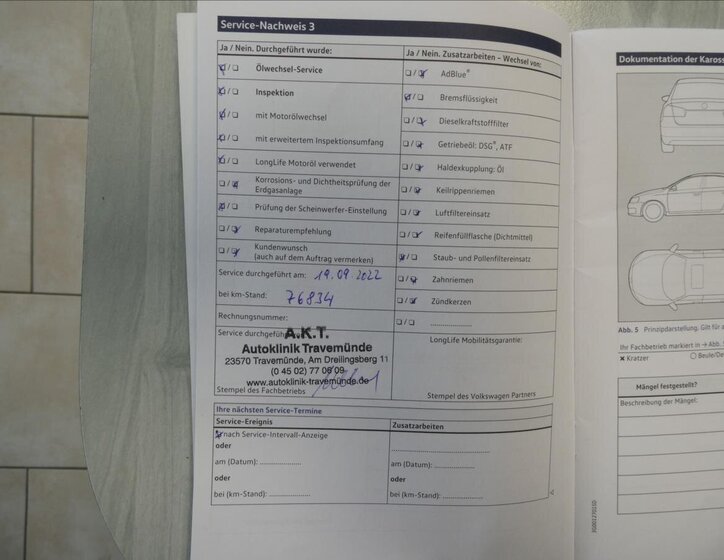 Service-Nachweis 3
Ja / Nein. Durchgeführt wurde:
Ölwechsel-Service
Inspektion
mit Motorölwechsel
mit erweitertem Inspektionsumfang
LongLife Motoröl verwendet
Korrosions- und Dichtheitsprüfung der
Erdgasanlage
Prüfung der Scheinwerfer-Einstellung
Reparaturempfehlung
Kundenwunsch
(auch auf dem Auftrag vermerken)
Service durchgeführt am: 19.09.2022
bei km-Stand: 76834
Rechnungsnummer:
Service durchgeführt
A.K.T.
Autoklinik Travemünde
23570 Travemünde, Am Dreilingsberg 11
(0 45 02) 77 06 09
www.autoklinik-travemünde.de
Stempel des Fachbetriebs
Ja / Nein. Zusatzarbeiten – Wechsel von:
AdBlue®
Bremsflüssigkeit
Dieselkraftstofffilter
Getriebeöl: DSG®, ATF
Haldexkupplung: Öl
Keilrippenriemen
Luftfiltereinsatz
Reifenfüllflasche (Dichtmittel)
Staub- und Pollenfiltereinsatz
Zahnriemen
Zündkerzen
LongLife Mobilitätsgarantie:
Stempel des Volkswagen Partners
Ihre nächsten Service-Termine
Service-Ereignis
nach Service-Intervall-Anzeige
oder
am (Datum):
oder
bei (km-Stand):
Zusatzarbeiten
am (Datum):
oder
bei (km-Stand):
Dokumentation der Kaross
Abb. 5 Prinzipdarstellung. Gilt für a
Ihr Fachbetrieb markiert in → Abb.
× Kratzer
Beule/De
Mängel festgestellt?
Beschreibung der Mängel: